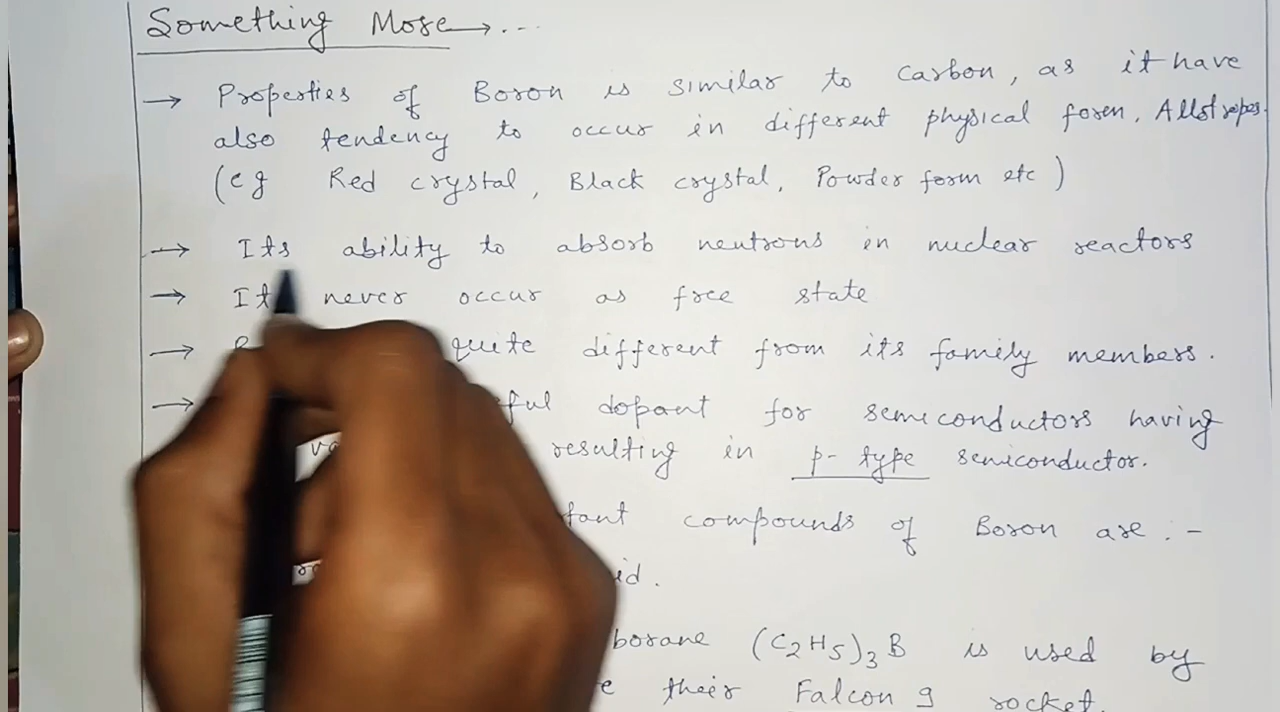 Something More → ...
→ Properties of Boron is similar to Carbon, as it have
also tendency to occur in different physical form. Allotropes.
(eg Red crystal, Black crystal, Powder form etc)
→ Its ability to absorb neutrons in nuclear reactors
→ It never occur as free state
→ quite different from its family members.
→ dopant for semiconductors having
resulting in p-type semiconductor.
compounds of Boron are :-
borane (C2H5)3B is used by
their Falcon 9 rocket.